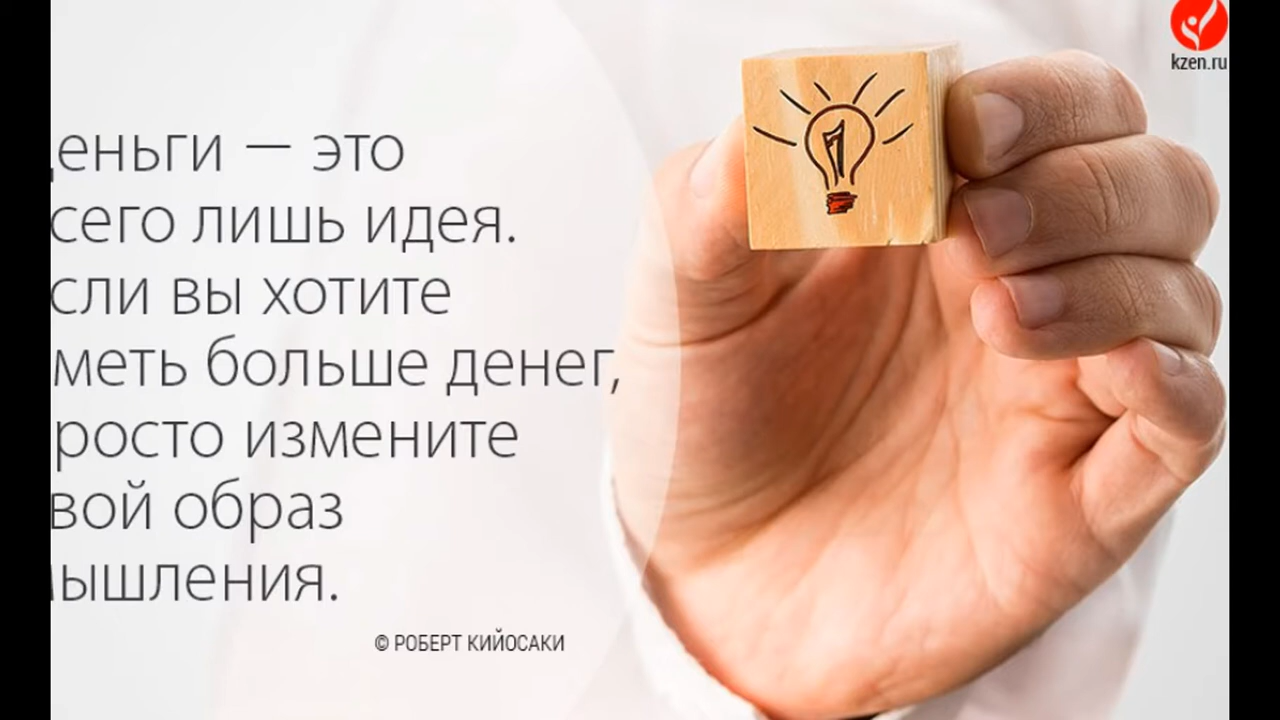 kzen.ru
еньги — это
сего лишь идея.
сли вы хотите
меть больше денег,
росто измените
вой образ
мышления.
© РОБЕРТ КИЙОСАКИ